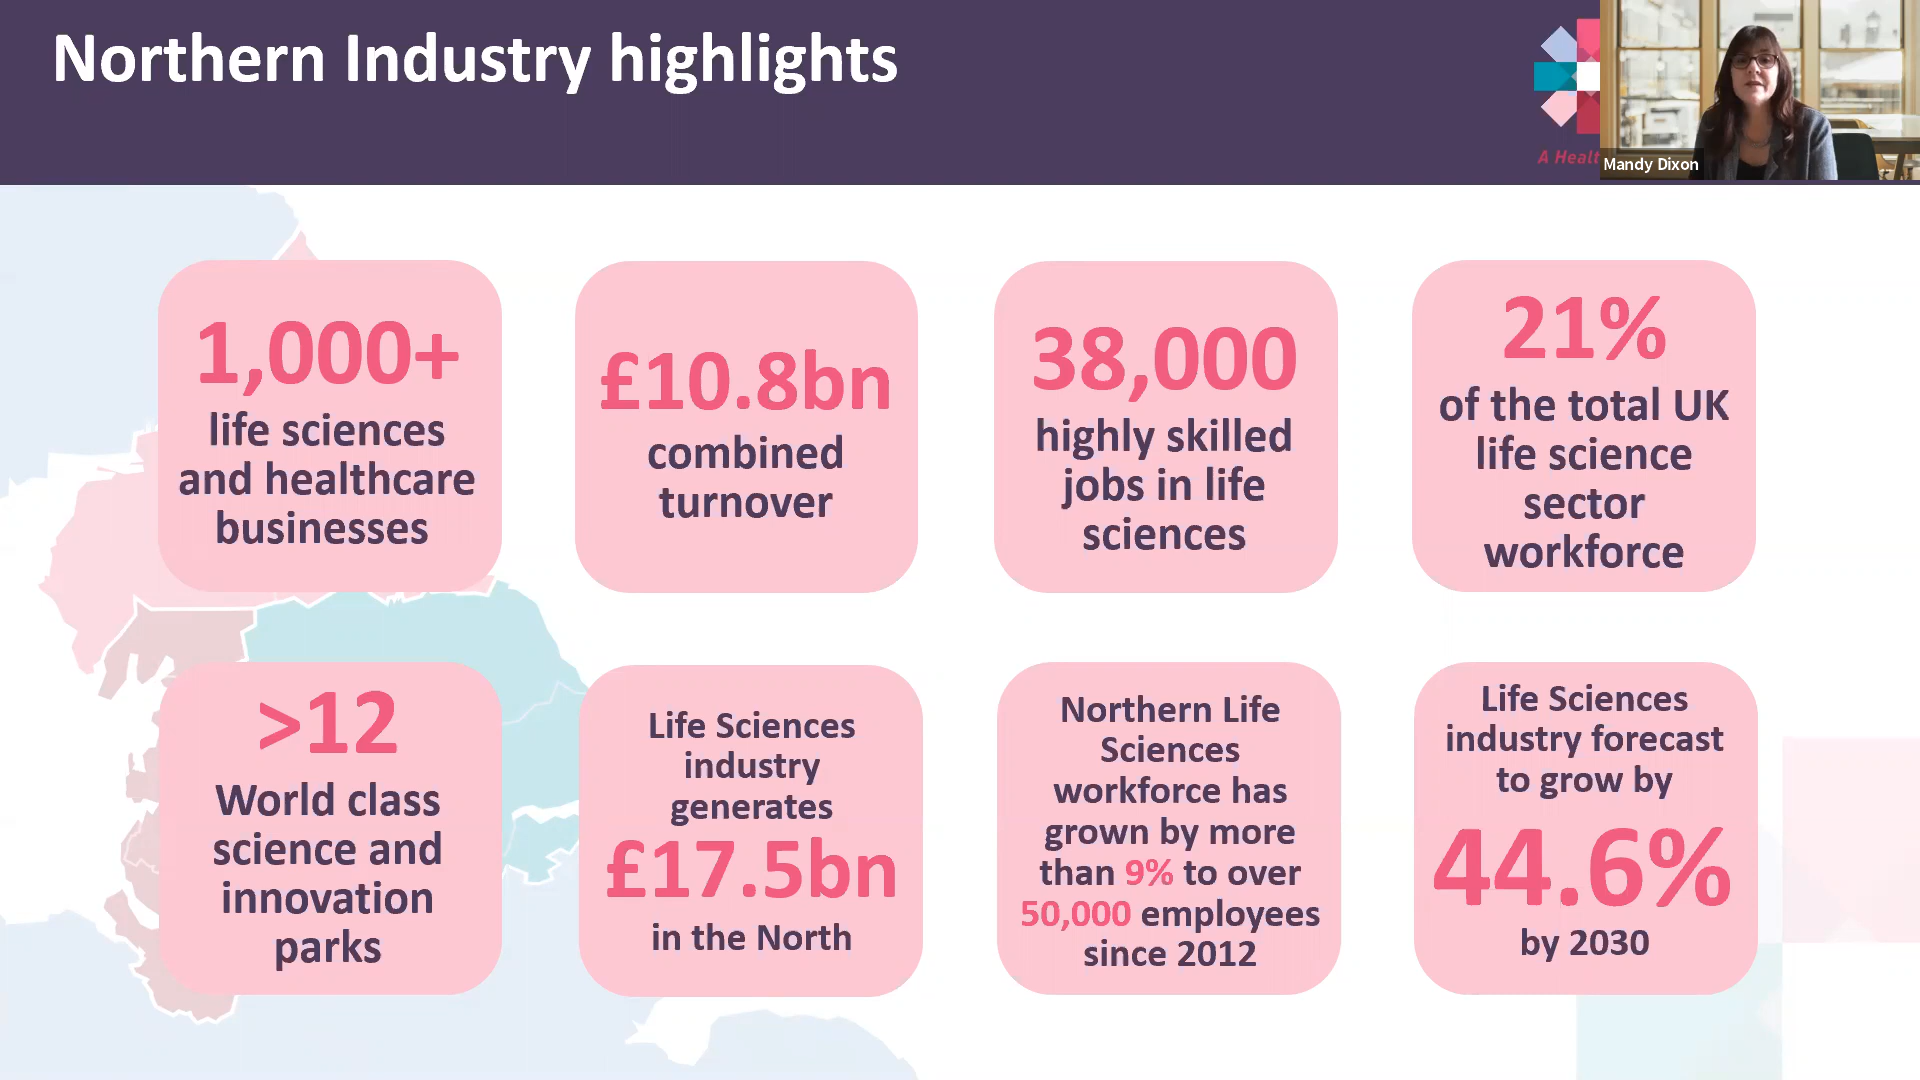 Northern Industry highlights
A Healt
Mandy Dixon
1,000+
life sciences
and healthcare
businesses
£10.8bn
combined
turnover
38,000
highly skilled
jobs in life
sciences
21%
of the total UK
life science
sector
workforce
>12
World class
science and
innovation
parks
Life Sciences
industry
generates
£17.5bn
in the North
Northern Life
Sciences
workforce has
grown by more
than 9% to over
50,000 employees
since 2012
Life Sciences
industry forecast
to grow by
44.6%
by 2030